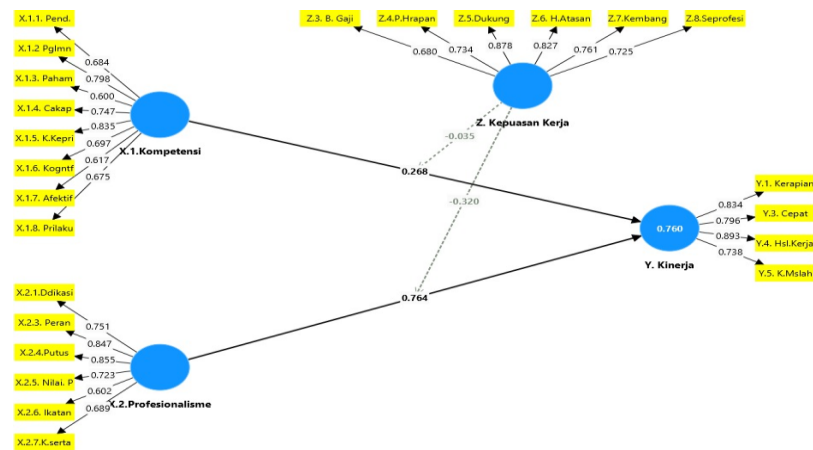 X.1.1. Pend.
X.1.2 Pglmn
X.1.3. Paham
X.1.4. Cakap
X.1.5. K.Kepri
X.1.6. Kogntf
X.1.7. Afektif
X.1.8. Prilaku
0.684
0.798
0.600
0.747
0.835
0.697
0.617
0.675
X.1.Kompetensi
Z.3. B. Gaji
Z.4.P.Hrapan
Z.5.Dukung
Z.6. H.Atasan
Z.7.Kembang
Z.8.Seprofesi
0.680
0.734
0.878
0.827
0.761
0.725
Z. Kepuasan Kerja
-0.035
0.268
-0.320
0.764
Y.1. Kerapian
Y.3. Cepat
Y.4. Hsl.Kerja
Y.5. K.Mslah
0.834
0.796
0.893
0.738
0.760
Y. Kinerja
X.2.1.Ddikasi
X.2.3. Peran
X.2.4.Putus
X.2.5. Nilai. P
X.2.6. Ikatan
X.2.7.K.serta
0.751
0.847
0.855
0.723
0.602
0.689
X.2.Profesionalisme